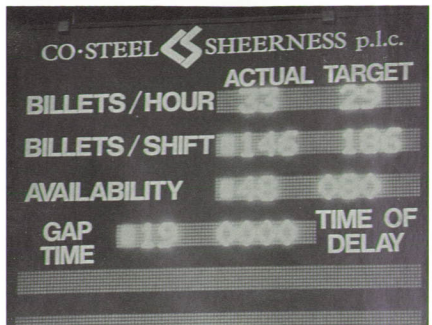 CO·STEEL SHEERNESS p.l.c.
ACTUAL TARGET
BILLETS/HOUR 33 29
BILLETS/SHIFT 146 186
AVAILABILITY 48 080
GAP TIME 19 0000 TIME OF DELAY